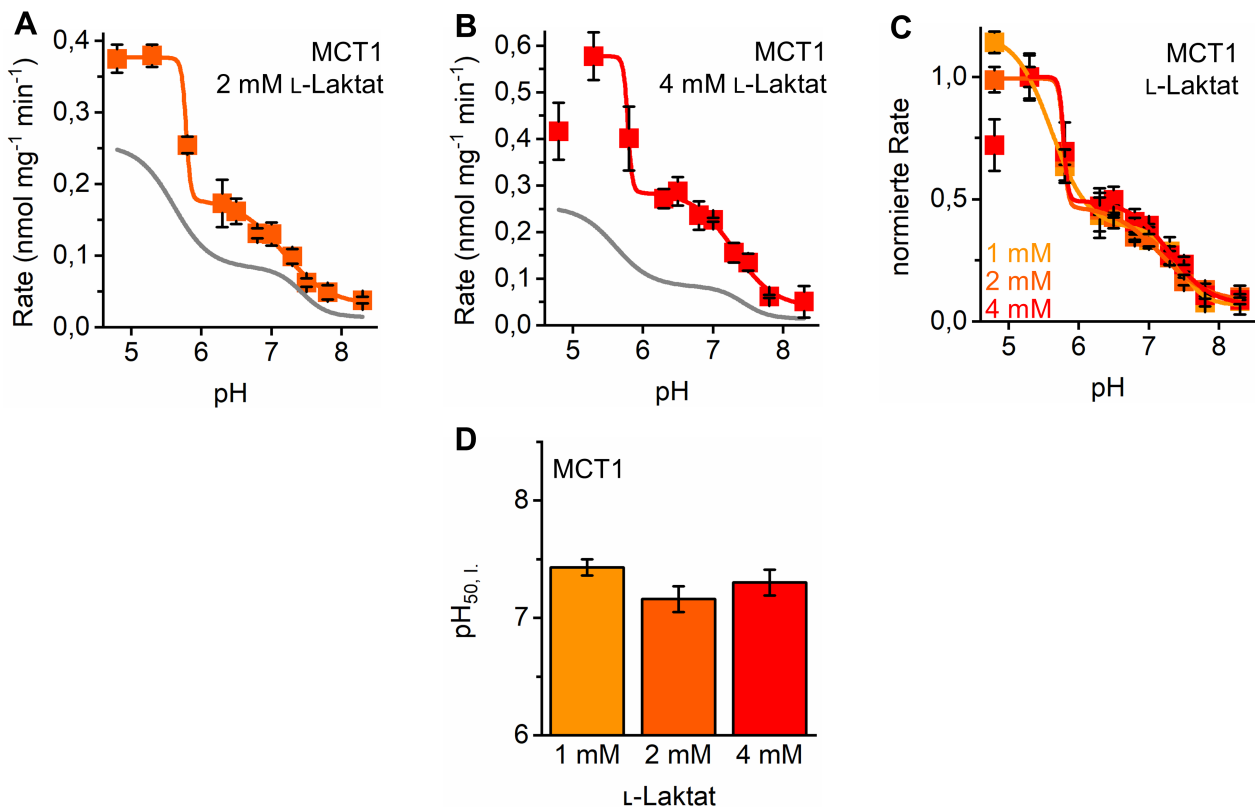 A
MCT1
2 mM ʟ-Laktat
Rate (nmol mg⁻¹ min⁻¹)
0,4
0,3
0,2
0,1
0,0
5 6 7 8
pH
B
MCT1
4 mM ʟ-Laktat
Rate (nmol mg⁻¹ min⁻¹)
0,6
0,5
0,4
0,3
0,2
0,1
0,0
5 6 7 8
pH
C
MCT1
ʟ-Laktat
normierte Rate
1,0
0,5
0,0
1 mM
2 mM
4 mM
5 6 7 8
pH
D
MCT1
pH₅₀, ₗ.
8
7
6
1 mM 2 mM 4 mM
ʟ-Laktat